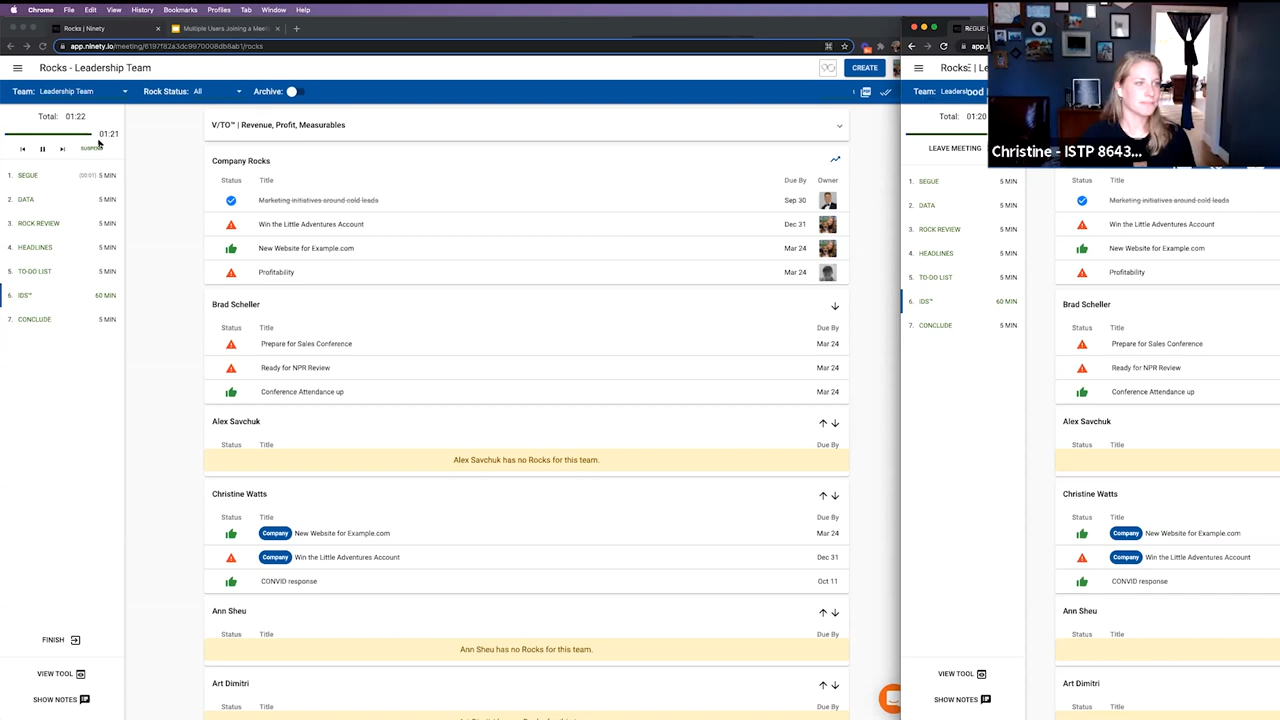 Chrome File Edit View History Bookmarks Profiles Tab Window Help
Rocks | Ninety
Multiple Users Joining a Meeti
app.ninety.io/meeting/6197f82a3dc9970008db8ab1/rocks
Rocks - Leadership Team
CREATE
Team: Leadership Team
Rock Status: All
Archive:
Total: 01:22
01:21
SUSPEND
1. SEGUE (00:01) 5 MIN
2. DATA 5 MIN
3. ROCK REVIEW 5 MIN
4. HEADLINES 5 MIN
5. TO-DO LIST 5 MIN
6. IDS™ 60 MIN
7. CONCLUDE 5 MIN
FINISH
VIEW TOOL
SHOW NOTES
V/TO™ | Revenue, Profit, Measurables
Company Rocks
Status Title Due By Owner
Marketing initiatives around cold leads Sep 30
Win the Little Adventures Account Dec 31
New Website for Example.com Mar 24
Profitability Mar 24
Brad Scheller
Status Title Due By
Prepare for Sales Conference Mar 24
Ready for NPR Review Mar 24
Conference Attendance up Mar 24
Alex Savchuk
Status Title Due By
Alex Savchuk has no Rocks for this team.
Christine Watts
Status Title Due By
Company New Website for Example.com Mar 24
Company Win the Little Adventures Account Dec 31
CONVID response Oct 11
Ann Sheu
Status Title Due By
Ann Sheu has no Rocks for this team.
Art Dimitri
app.
Team:
Total: 01:20
LEAVE MEETING
1. SEGUE 5 MIN
2. DATA 5 MIN
3. ROCK REVIEW 5 MIN
4. HEADLINES 5 MIN
5. TO-DO LIST 5 MIN
6. IDS™ 60 MIN
7. CONCLUDE 5 MIN
VIEW TOOL
SHOW NOTES
Christine - ISTP 8643...
Company Rocks
Status Title
Marketing initiatives around cold leads
Win the Little Adventures Account
New Website for Example.com
Profitability
Brad Scheller
Status Title
Prepare for Sales Conference
Ready for NPR Review
Conference Attendance up
Alex Savchuk
Status Title
Christine Watts
Status Title
Company New Website for Example.com
Company Win the Little Adventures Account
CONVID response
Ann Sheu
Status Title
Art Dimitri